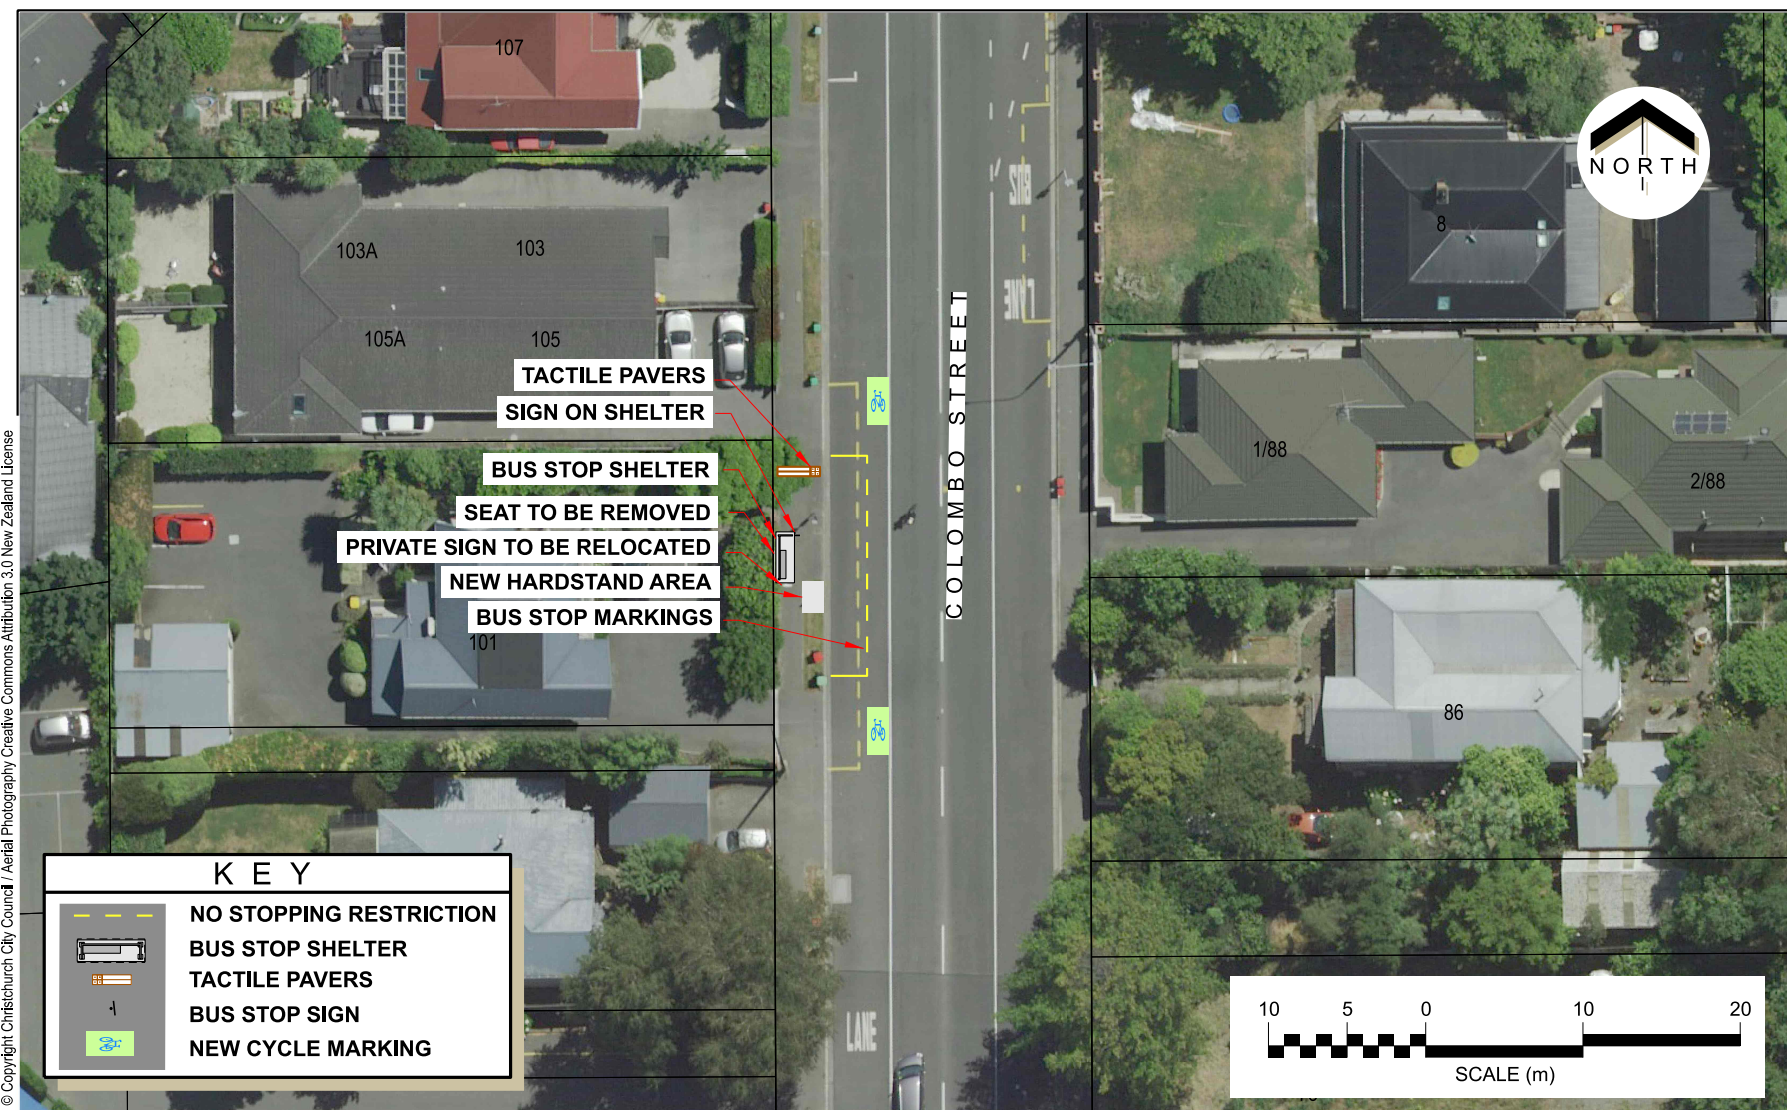 107
NORTH
8
BUS
103A
103
LANE
105A
105
COLOMBO STREET
TACTILE PAVERS
SIGN ON SHELTER
BUS STOP SHELTER
SEAT TO BE REMOVED
PRIVATE SIGN TO BE RELOCATED
NEW HARDSTAND AREA
BUS STOP MARKINGS
1/88
2/88
101
86
KEY
NO STOPPING RESTRICTION
BUS STOP SHELTER
TACTILE PAVERS
BUS STOP SIGN
NEW CYCLE MARKING
LANE
10 5 0 10 20
SCALE (m)
© Copyright Christchurch City Council / Aerial Photography Creative Commons Attribution 3.0 New Zealand License